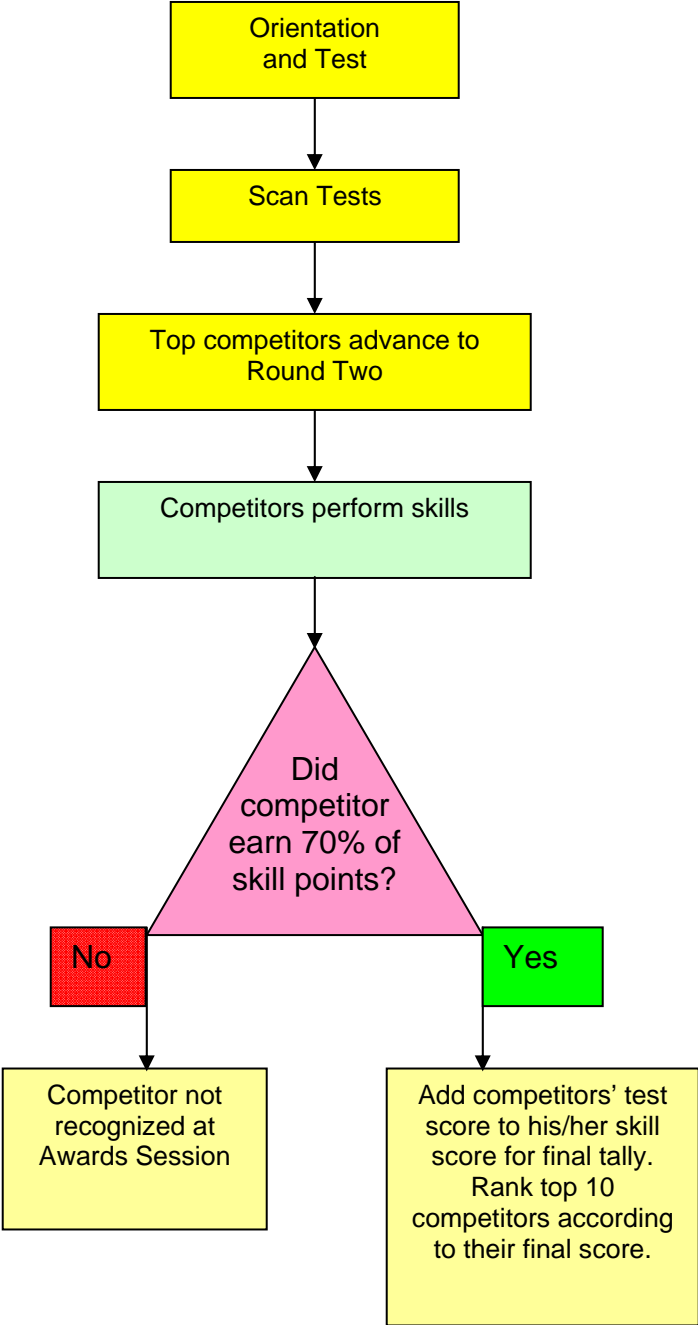 Orientation
and Test
Scan Tests
Top competitors advance to
Round Two
Competitors perform skills
Did
competitor
earn 70% of
skill points?
No
Yes
Competitor not
recognized at
Awards Session
Add competitors’ test
score to his/her skill
score for final tally.
Rank top 10
competitors according
to their final score.